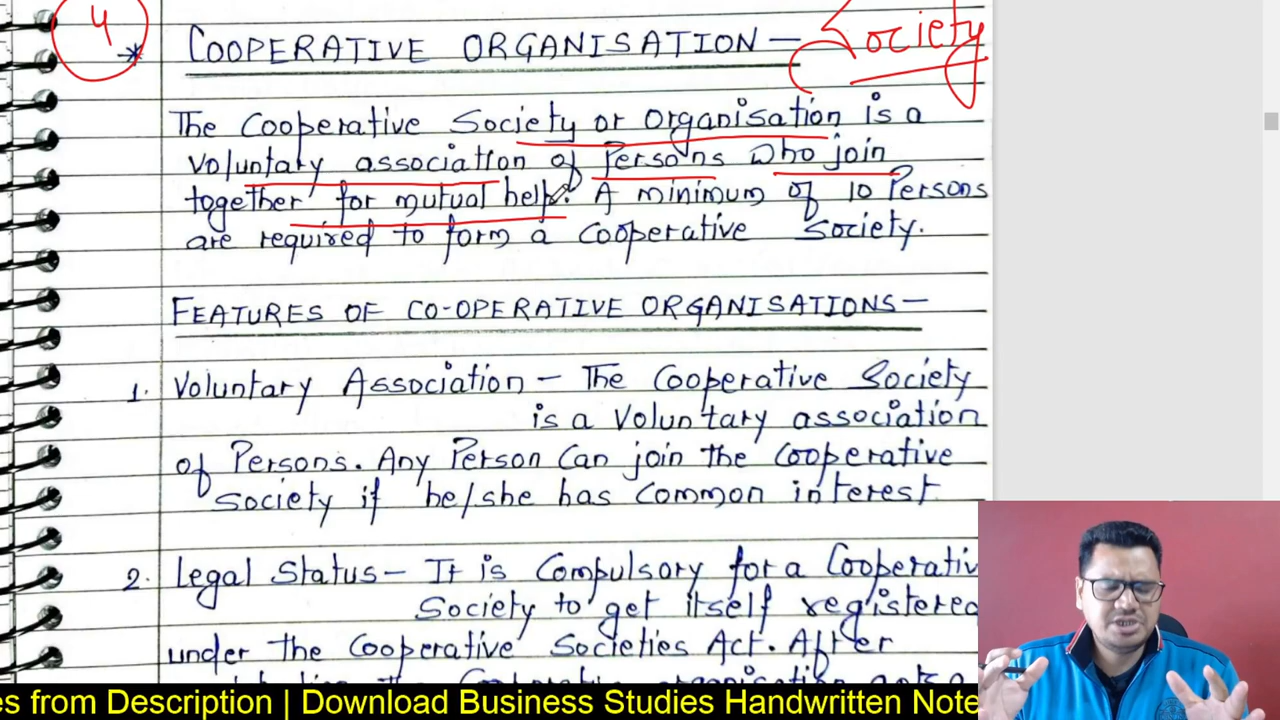 4
* COOPERATIVE ORGANISATION - Society
The Cooperative Society or Organisation is a
voluntary association of Persons who join
together for mutual help. A minimum of 10 Persons
are required to form a Cooperative Society.
FEATURES OF CO-OPERATIVE ORGANISATIONS -
1. Voluntary Association - The Cooperative Society
is a Voluntary association
of Persons. Any Person Can join the Cooperative
Society if he/she has Common interest
2. Legal Status - It is Compulsory for a Cooperativ
Society to get itself registered
under the Cooperative Societies Act. After
es from Description | Download Business Studies Handwritten Note